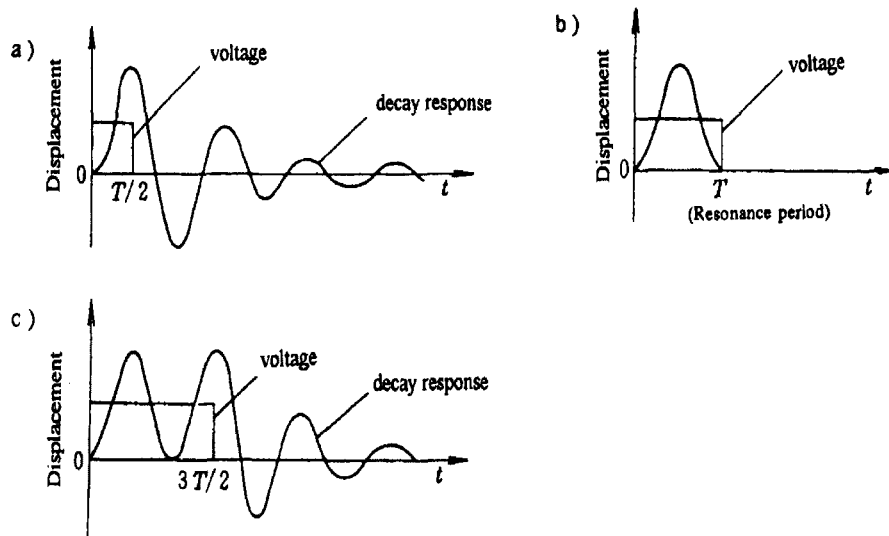 a)
Displacement
voltage
decay response
0
T/2
t
b)
Displacement
voltage
0
T
t
(Resonance period)
c)
Displacement
voltage
decay response
0
3T/2
t